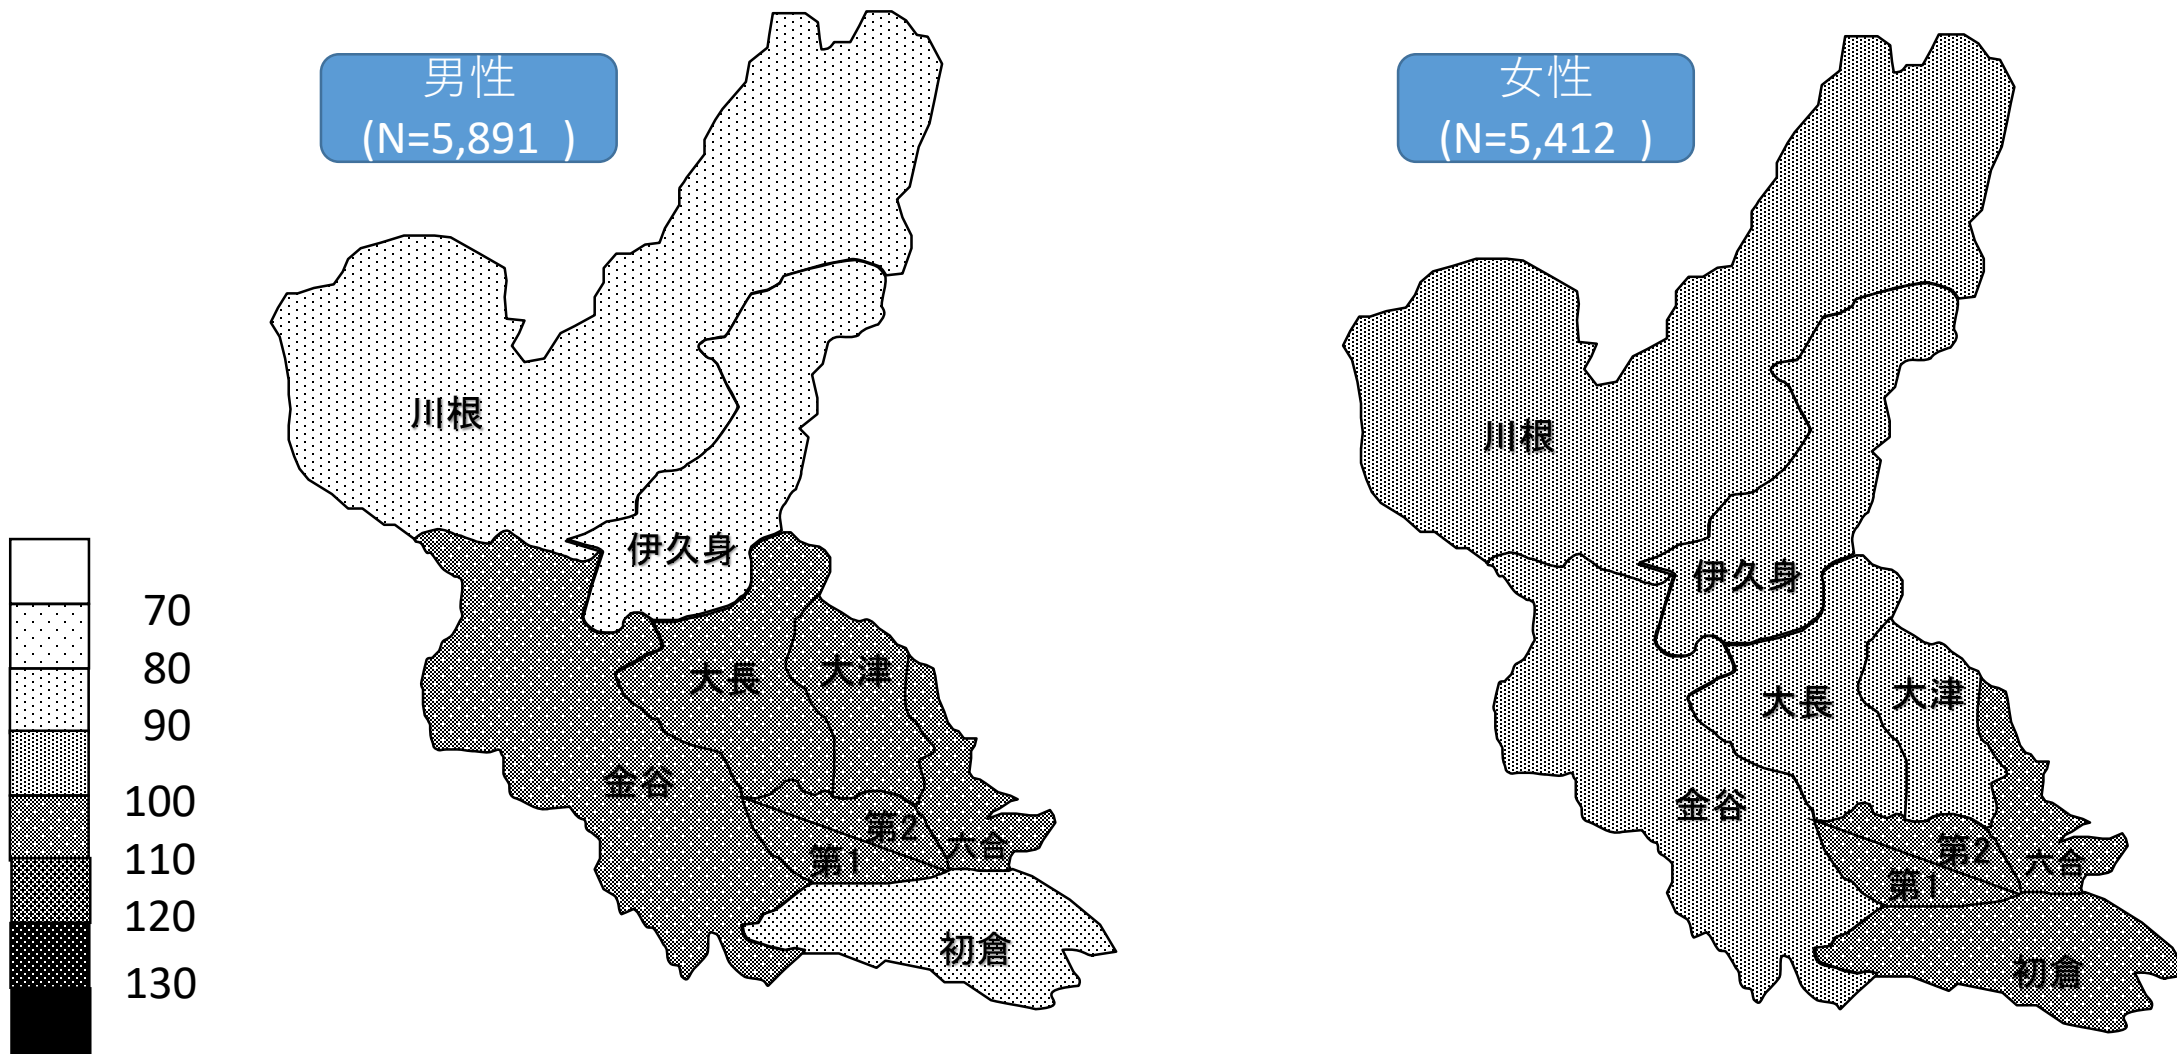 男性
(N=5,891 )
女性
(N=5,412 )
川根
伊久身
大長
大津
金谷
第2
第1
六合
初倉
川根
伊久身
大長
大津
金谷
第2
第1
六合
初倉
70
80
90
100
110
120
130